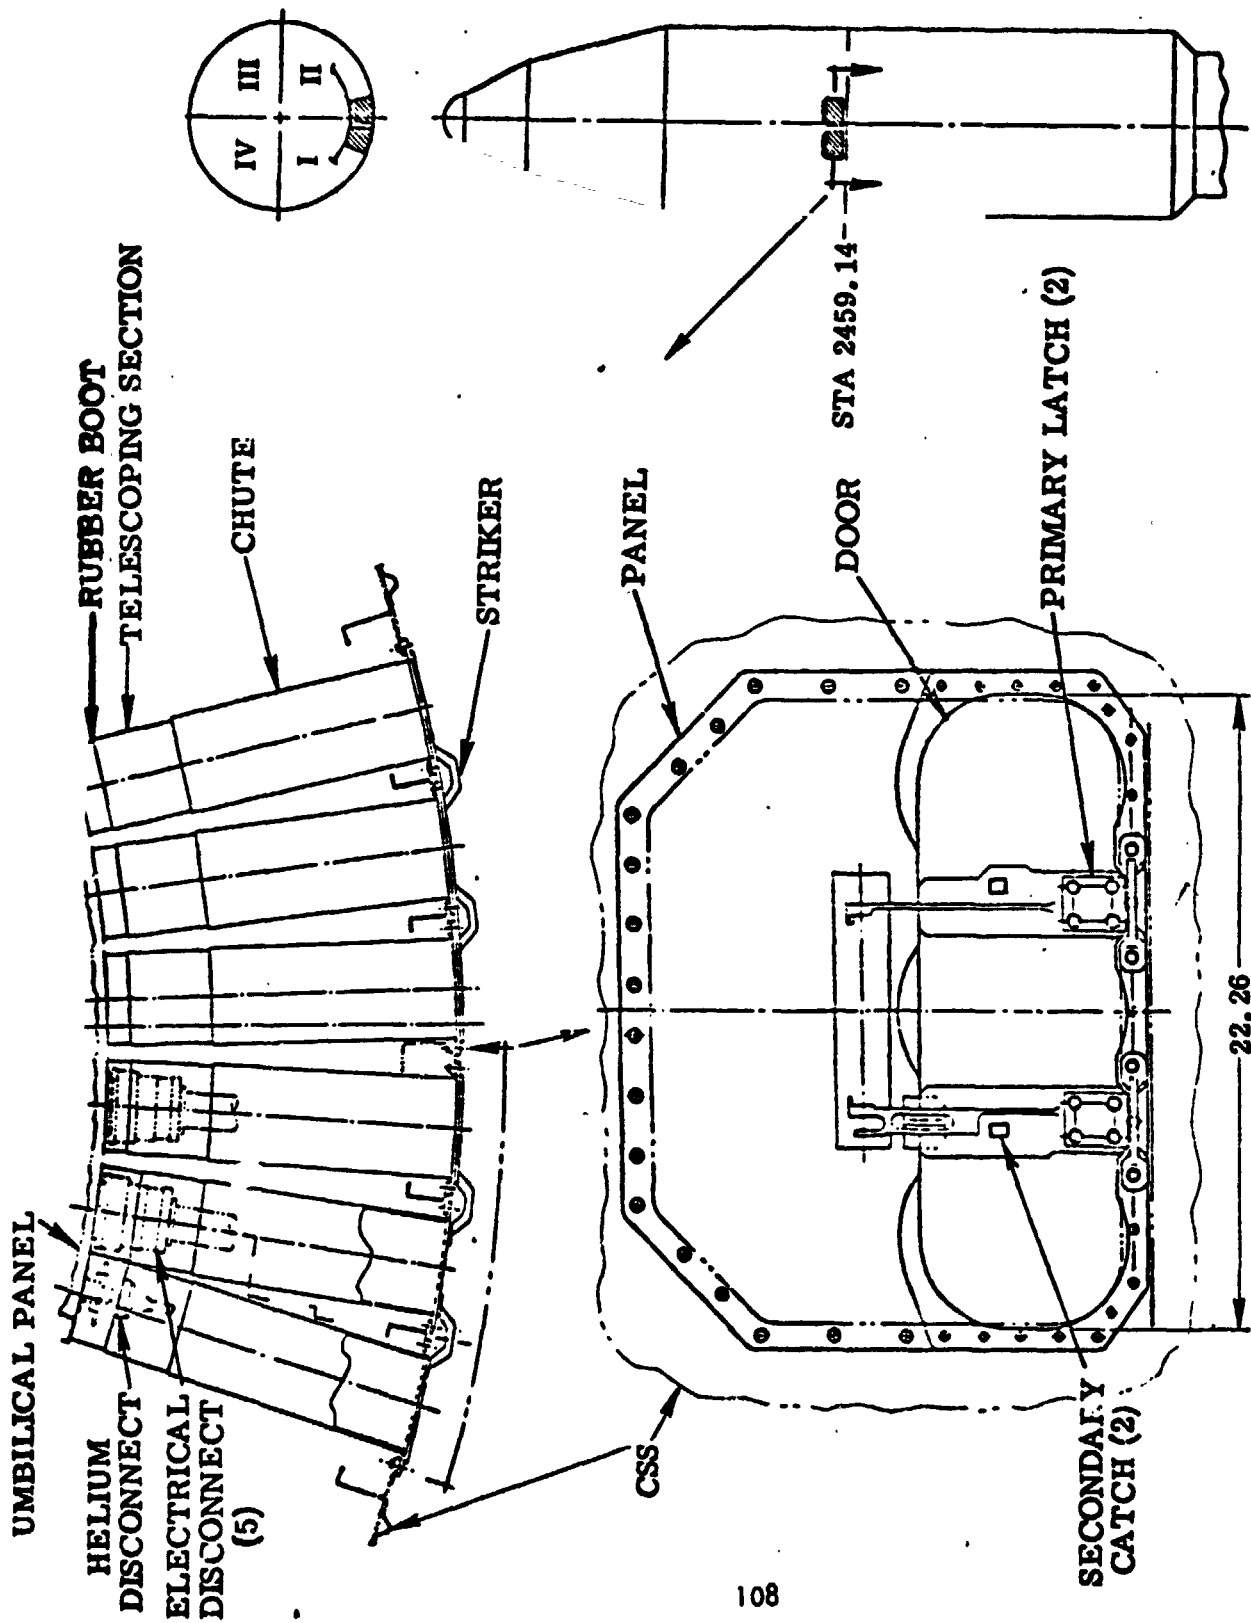 UMBILICAL PANEL
HELIUM
DISCONNECT
ELECTRICAL
DISCONNECT
(5)
RUBBER BOOT
TELESCOPING SECTION
CHUTE
STRIKER
IV
III
I
II
CSS
PANEL
DOOR
STA 2459.14
PRIMARY LATCH (2)
SECONDARY
CATCH (2)
22.26
108